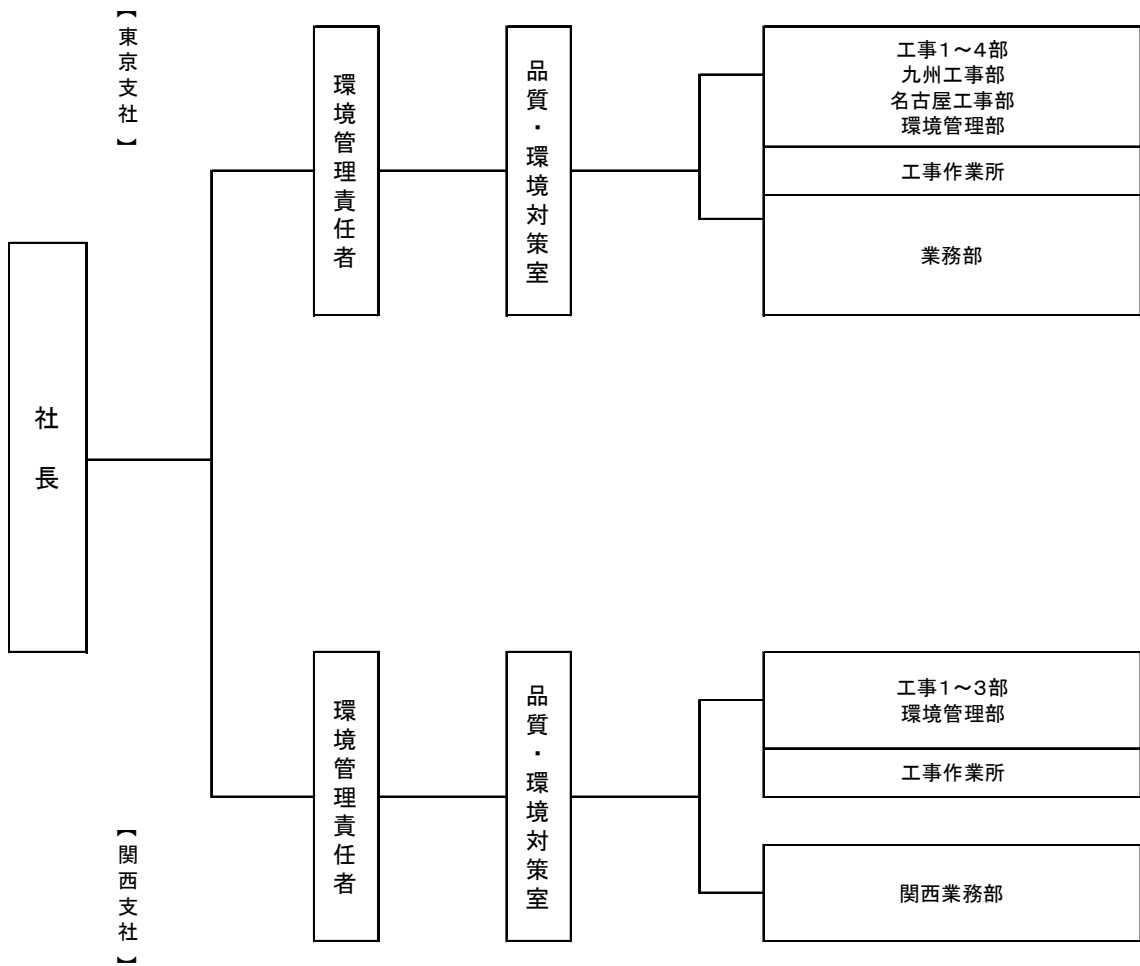 【東京支社】
社長
環境管理責任者
品質・環境対策室
工事1～4部
九州工事部
名古屋工事部
環境管理部
工事作業所
業務部
【関西支社】
環境管理責任者
品質・環境対策室
工事1～3部
環境管理部
工事作業所
関西業務部